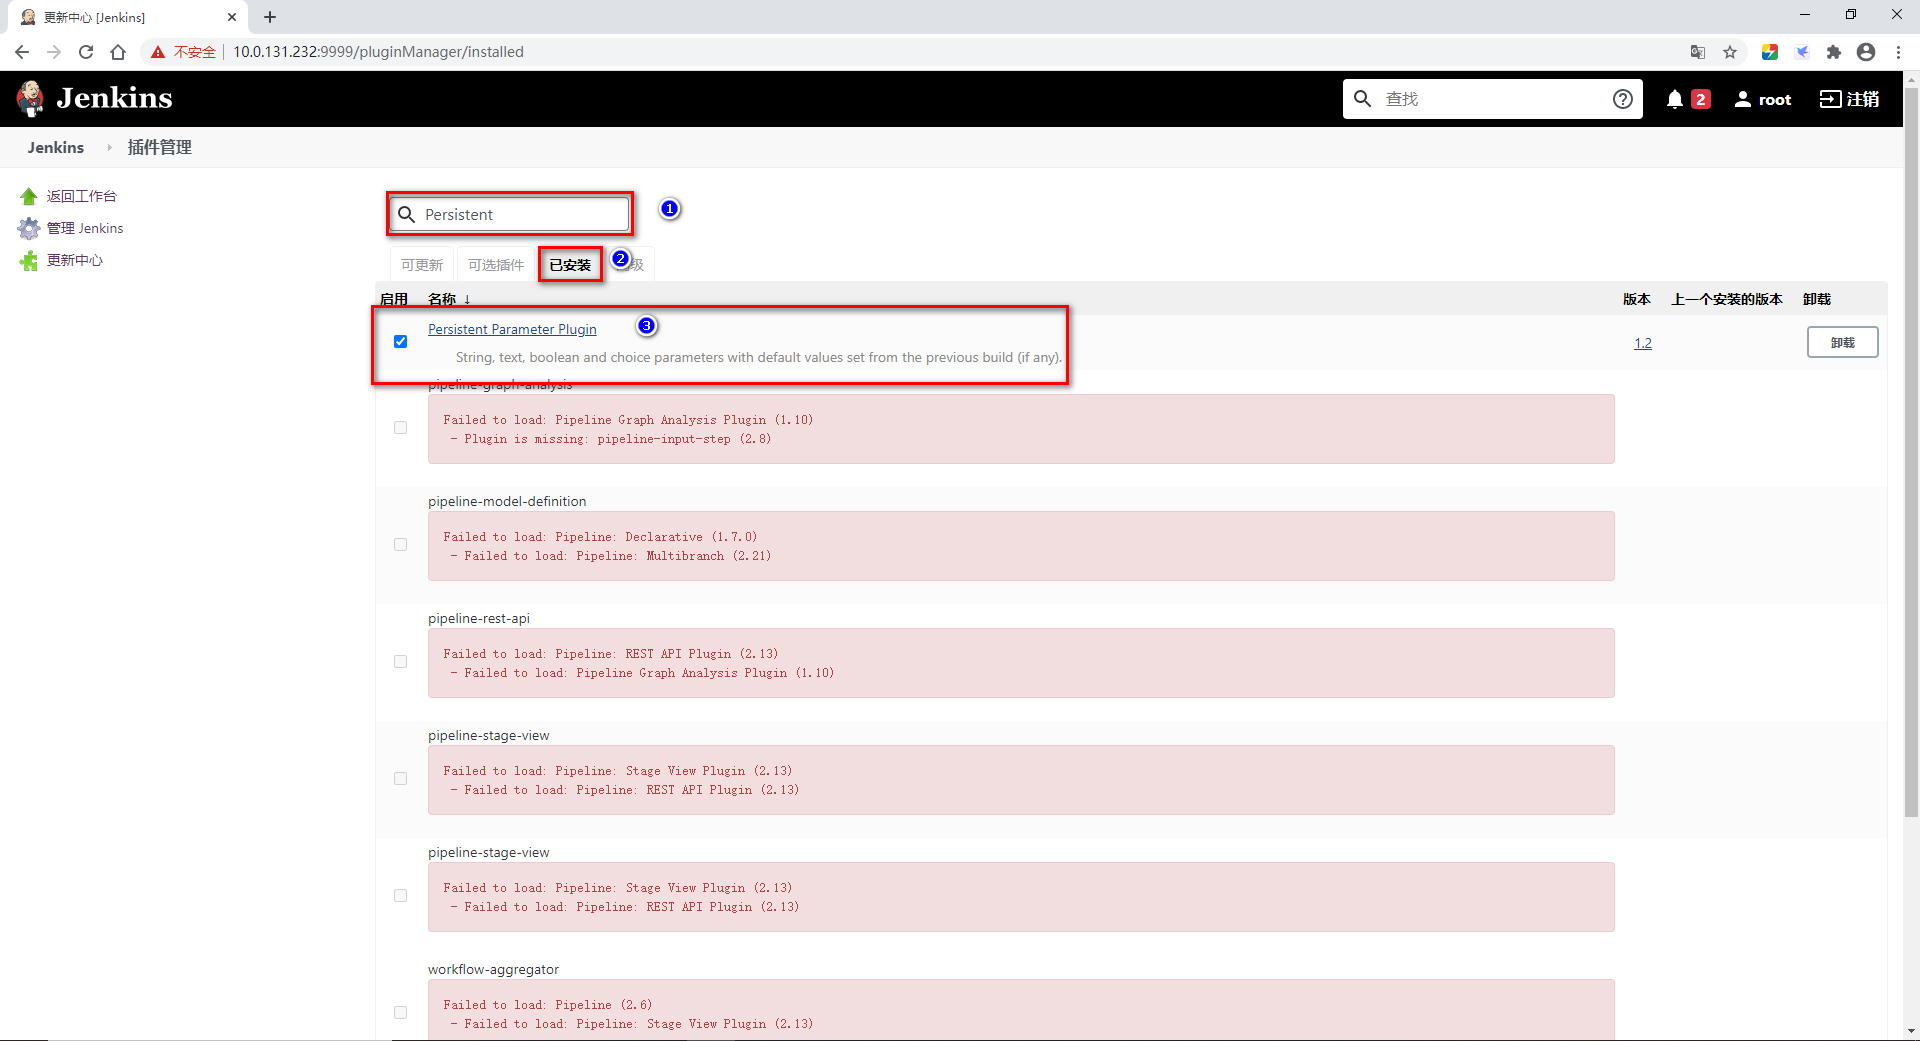 更新中心 [Jenkins]
不安全
10.0.131.232:9999/pluginManager/installed
Jenkins
查找
2
root
注销
Jenkins
插件管理
返回工作台
管理 Jenkins
更新中心
Persistent
1
可更新
可选插件
已安装
2
级
启用
名称 ↓
版本
上一个安装的版本
卸载
Persistent Parameter Plugin
3
String, text, boolean and choice parameters with default values set from the previous build (if any).
1.2
卸载
pipeline-graph-analysis
Failed to load: Pipeline Graph Analysis Plugin (1.10)
- Plugin is missing: pipeline-input-step (2.8)
pipeline-model-definition
Failed to load: Pipeline: Declarative (1.7.0)
- Failed to load: Pipeline: Multibranch (2.21)
pipeline-rest-api
Failed to load: Pipeline: REST API Plugin (2.13)
- Failed to load: Pipeline Graph Analysis Plugin (1.10)
pipeline-stage-view
Failed to load: Pipeline: Stage View Plugin (2.13)
- Failed to load: Pipeline: REST API Plugin (2.13)
pipeline-stage-view
Failed to load: Pipeline: Stage View Plugin (2.13)
- Failed to load: Pipeline: REST API Plugin (2.13)
workflow-aggregator
Failed to load: Pipeline (2.6)
- Failed to load: Pipeline: Stage View Plugin (2.13)